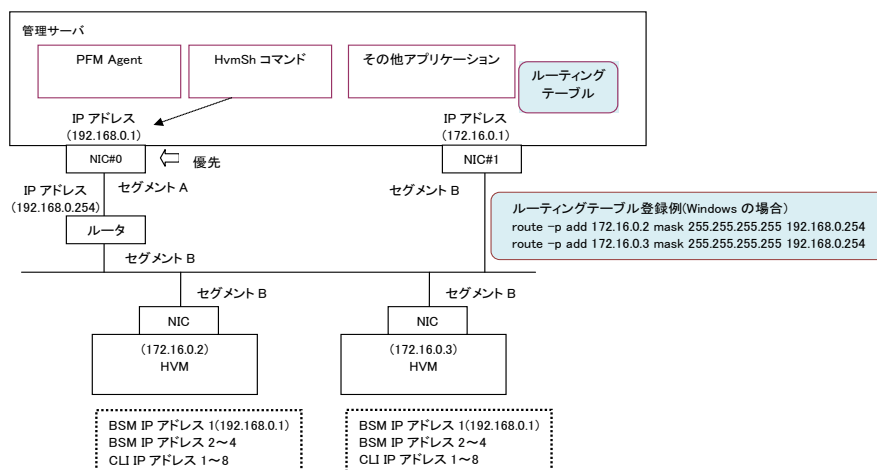 管理サーバ
PFM Agent
HvmSh コマンド
その他アプリケーション
ルーティング
テーブル
IP アドレス
(192.168.0.1)
IP アドレス
(172.16.0.1)
NIC#0
優先
NIC#1
セグメント A
セグメント B
IP アドレス
(192.168.0.254)
ルータ
ルーティングテーブル登録例(Windows の場合)
route -p add 172.16.0.2 mask 255.255.255.255 192.168.0.254
route -p add 172.16.0.3 mask 255.255.255.255 192.168.0.254
セグメント B
セグメント B
セグメント B
NIC
NIC
(172.16.0.2)
HVM
(172.16.0.3)
HVM
BSM IP アドレス 1(192.168.0.1)
BSM IP アドレス 2～4
CLI IP アドレス 1～8
BSM IP アドレス 1(192.168.0.1)
BSM IP アドレス 2～4
CLI IP アドレス 1～8